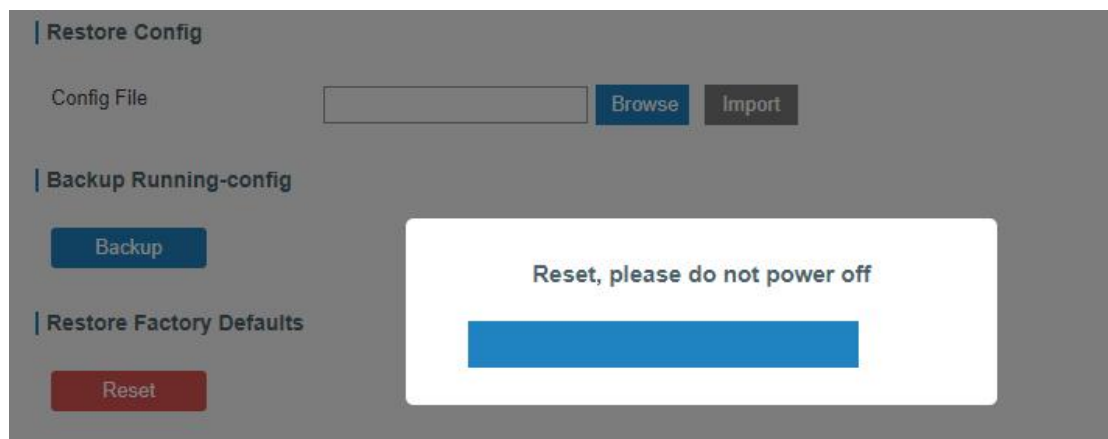 Restore Config
Config File
Browse
Import
Backup Running-config
Backup
Reset, please do not power off
Restore Factory Defaults
Reset